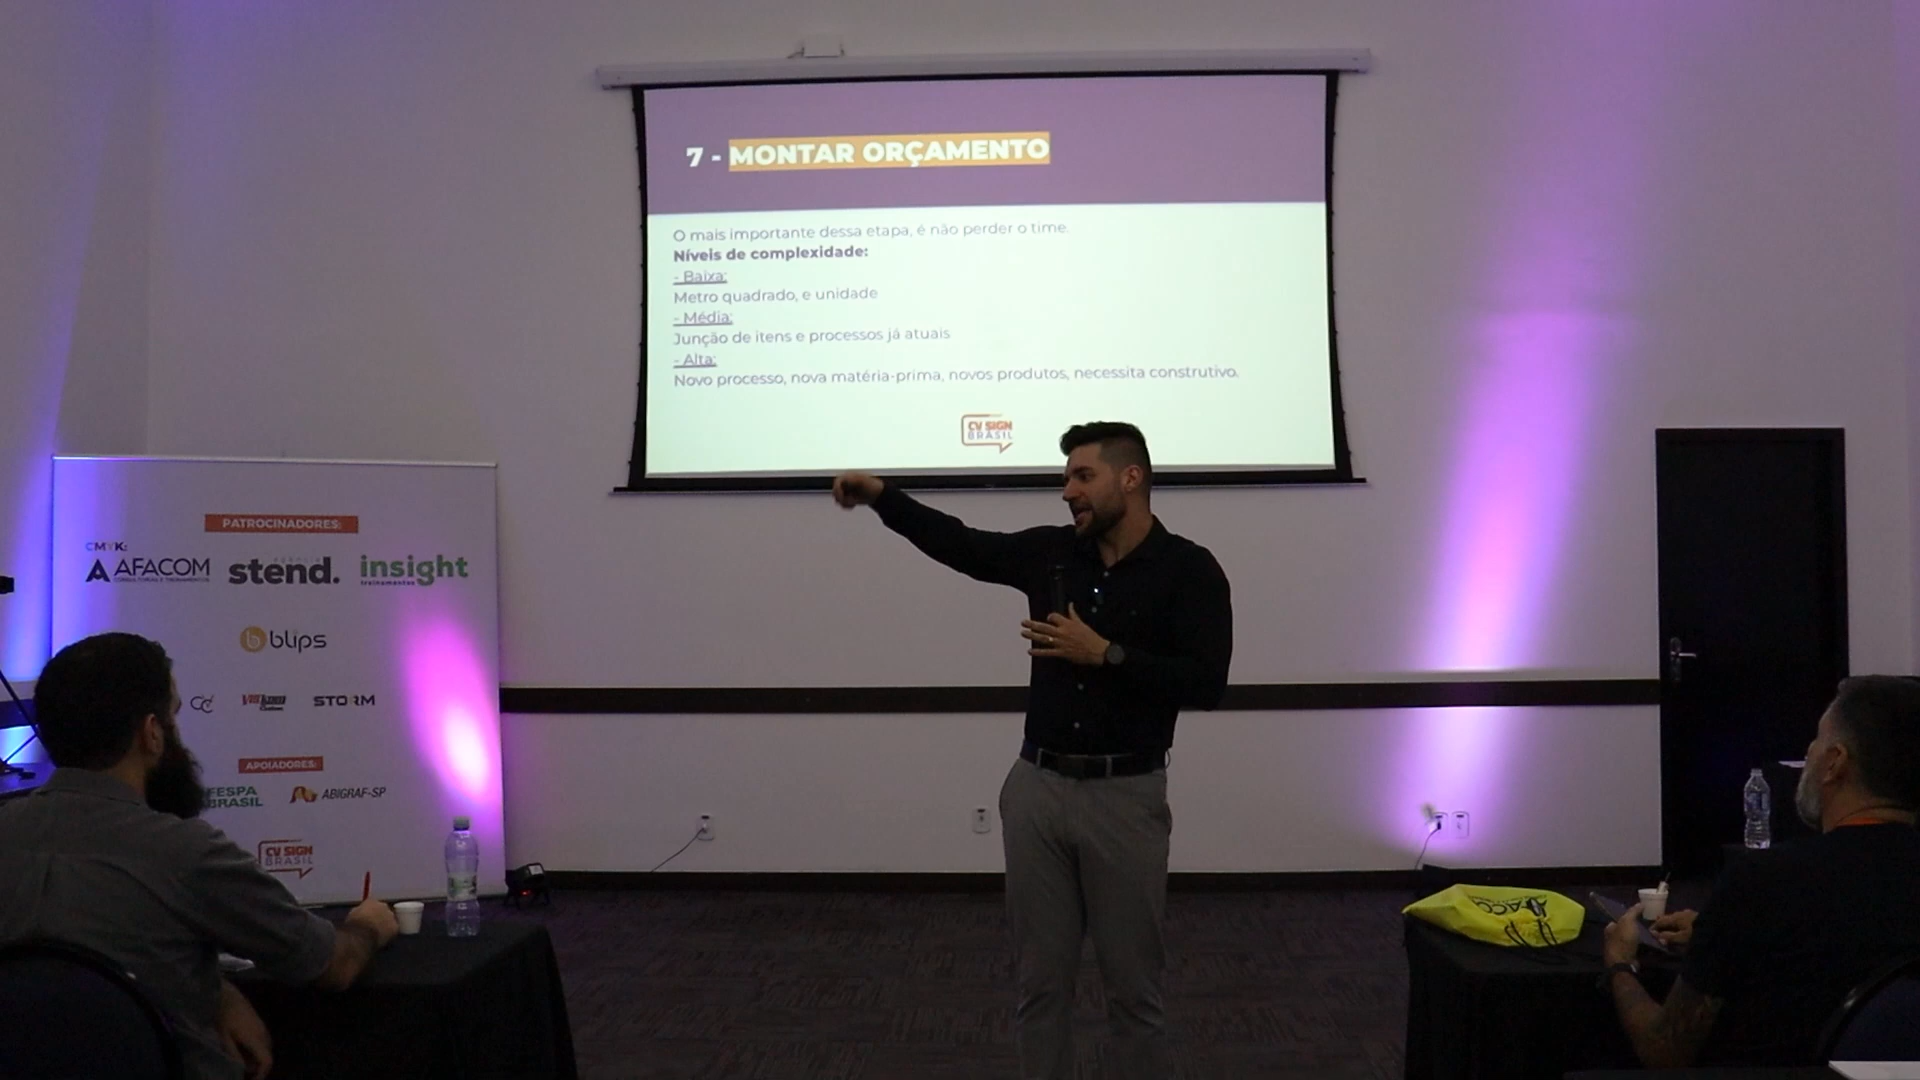 7 - MONTAR ORÇAMENTO
O mais importante dessa etapa, é não perder o time.
Níveis de complexidade:
- Baixa:
Metro quadrado, e unidade
- Média:
Junção de itens e processos já atuais
- Alta:
Novo processo, nova matéria-prima, novos produtos, necessita construtivo.
CV SIGN
BRASIL
PATROCINADORES:
CMYK:
AFACOM
CONSULTORIAS E TREINAMENTOS
stend.
insight
treinamentos
blips
STORM
APOIADORES:
FESPA
BRASIL
ABIGRAF-SP
CV SIGN
BRASIL